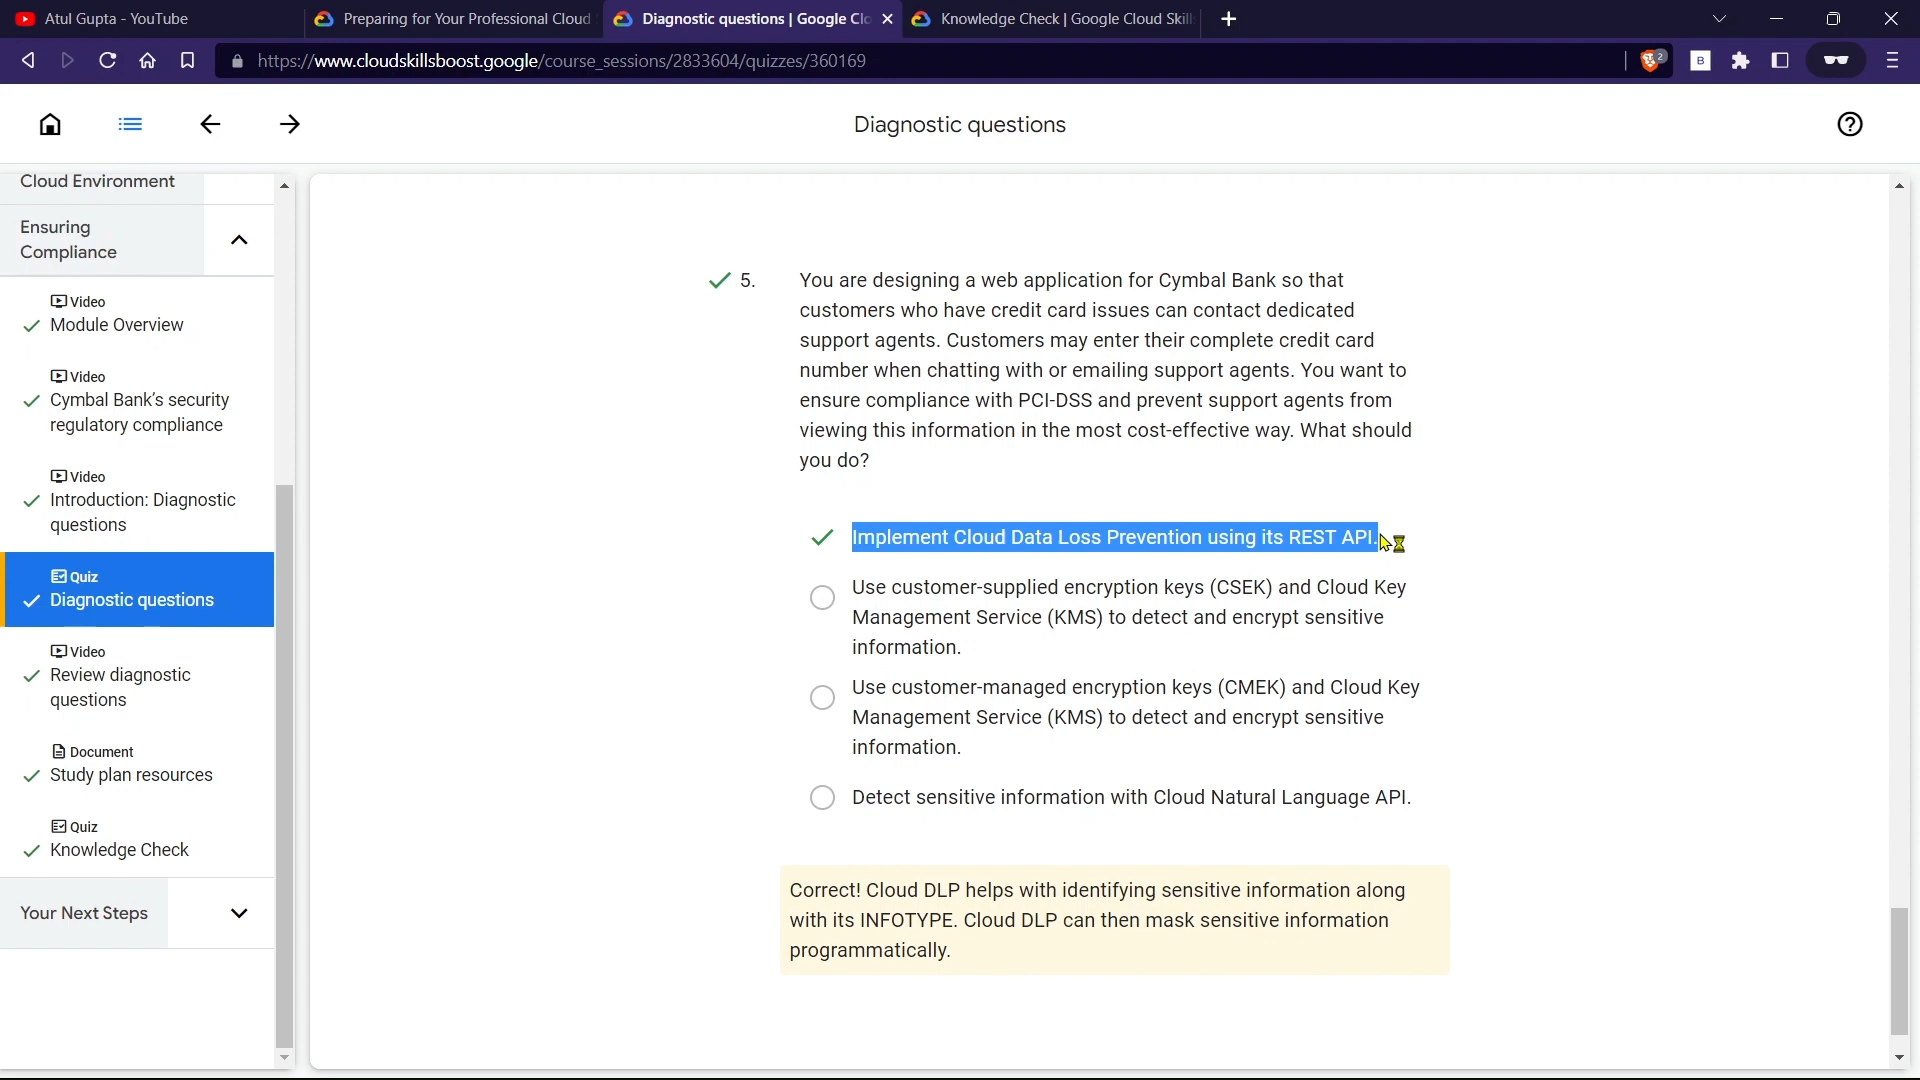 Atul Gupta - YouTube
Preparing for Your Professional Cloud
Diagnostic questions | Google Clo
Knowledge Check | Google Cloud Skill
https://www.cloudskillsboost.google/course_sessions/2833604/quizzes/360169
2
B
Diagnostic questions
Cloud Environment
Ensuring
Compliance
Video
Module Overview
Video
Cymbal Bank's security
regulatory compliance
Video
Introduction: Diagnostic
questions
Quiz
Diagnostic questions
Video
Review diagnostic
questions
Document
Study plan resources
Quiz
Knowledge Check
Your Next Steps
5. You are designing a web application for Cymbal Bank so that
customers who have credit card issues can contact dedicated
support agents. Customers may enter their complete credit card
number when chatting with or emailing support agents. You want to
ensure compliance with PCI-DSS and prevent support agents from
viewing this information in the most cost-effective way. What should
you do?
Implement Cloud Data Loss Prevention using its REST API.
Use customer-supplied encryption keys (CSEK) and Cloud Key
Management Service (KMS) to detect and encrypt sensitive
information.
Use customer-managed encryption keys (CMEK) and Cloud Key
Management Service (KMS) to detect and encrypt sensitive
information.
Detect sensitive information with Cloud Natural Language API.
Correct! Cloud DLP helps with identifying sensitive information along
with its INFOTYPE. Cloud DLP can then mask sensitive information
programmatically.